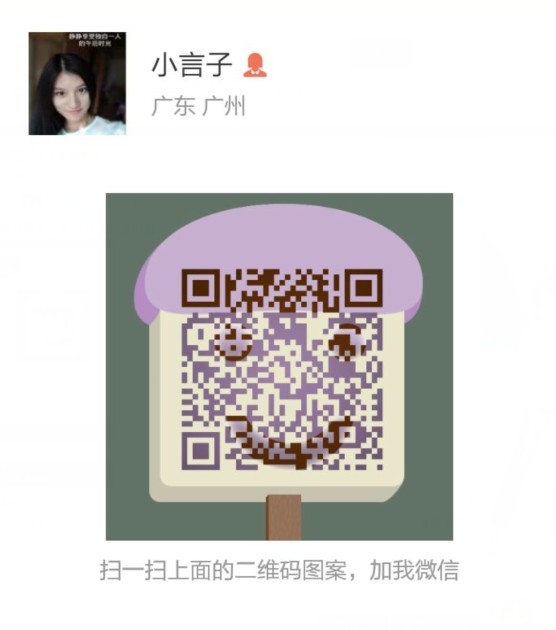 静静享受独自一人
的午后时光
小言子
广东 广州
扫一扫上面的二维码图案，加我微信